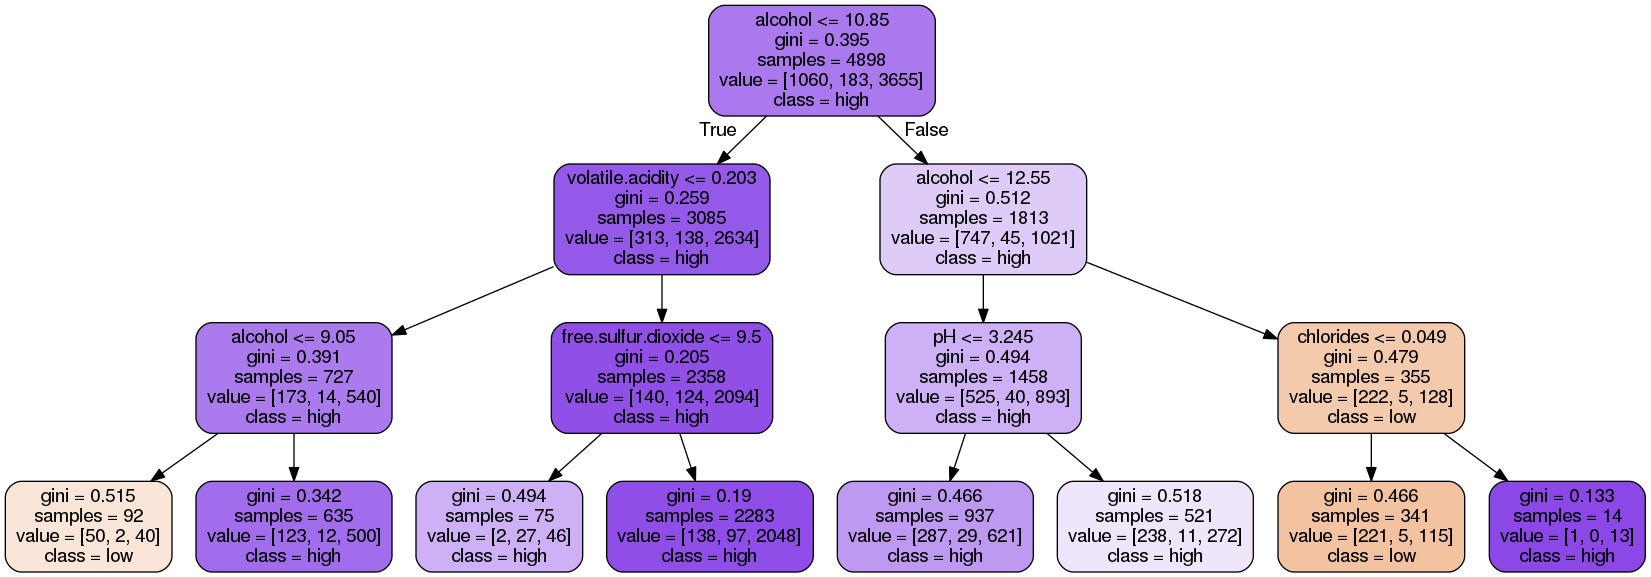 alcohol <= 10.85
gini = 0.395
samples = 4898
value = [1060, 183, 3655]
class = high
True
False
volatile.acidity <= 0.203
gini = 0.259
samples = 3085
value = [313, 138, 2634]
class = high
alcohol <= 12.55
gini = 0.512
samples = 1813
value = [747, 45, 1021]
class = high
alcohol <= 9.05
gini = 0.391
samples = 727
value = [173, 14, 540]
class = high
free.sulfur.dioxide <= 9.5
gini = 0.205
samples = 2358
value = [140, 124, 2094]
class = high
pH <= 3.245
gini = 0.494
samples = 1458
value = [525, 40, 893]
class = high
chlorides <= 0.049
gini = 0.479
samples = 355
value = [222, 5, 128]
class = low
gini = 0.515
samples = 92
value = [50, 2, 40]
class = low
gini = 0.342
samples = 635
value = [123, 12, 500]
class = high
gini = 0.494
samples = 75
value = [2, 27, 46]
class = high
gini = 0.19
samples = 2283
value = [138, 97, 2048]
class = high
gini = 0.466
samples = 937
value = [287, 29, 621]
class = high
gini = 0.518
samples = 521
value = [238, 11, 272]
class = high
gini = 0.466
samples = 341
value = [221, 5, 115]
class = low
gini = 0.133
samples = 14
value = [1, 0, 13]
class = high